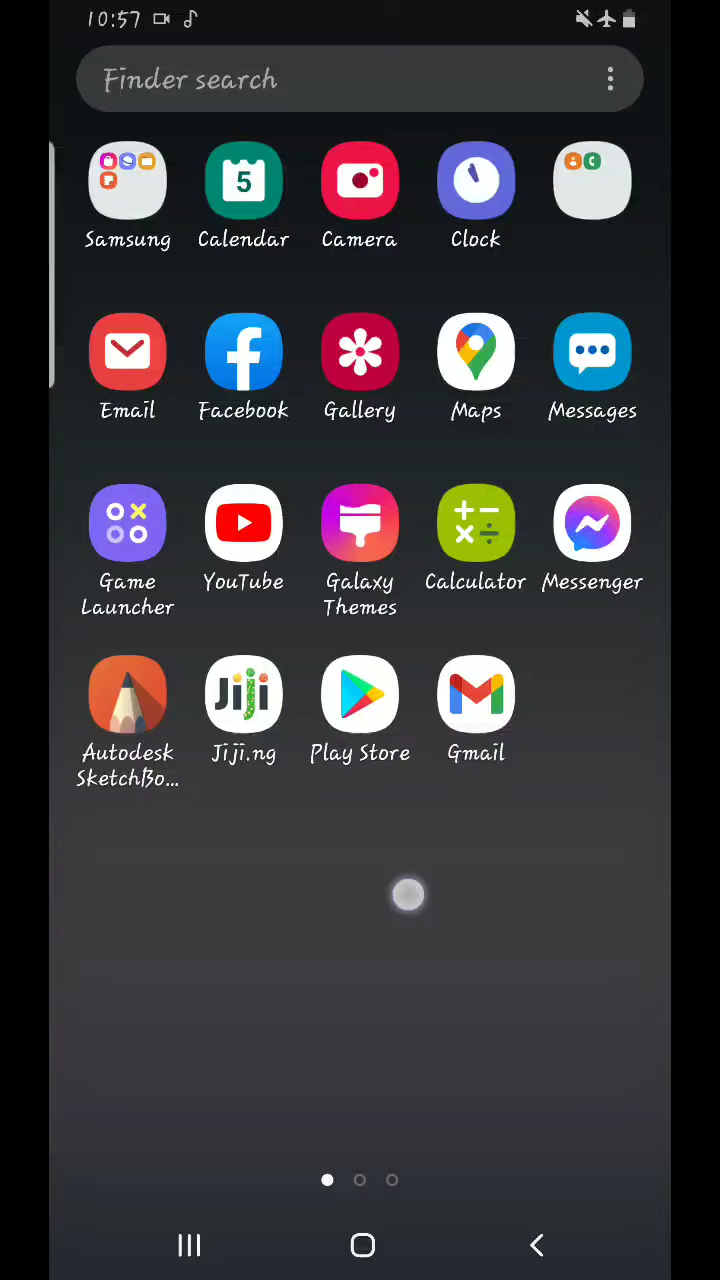 10:57
Finder search
5
Samsung Calendar Camera Clock
Email Facebook Gallery Maps Messages
Game Launcher YouTube Galaxy Themes Calculator Messenger
Jiji
Autodesk SketchBo... Jiji.ng Play Store Gmail